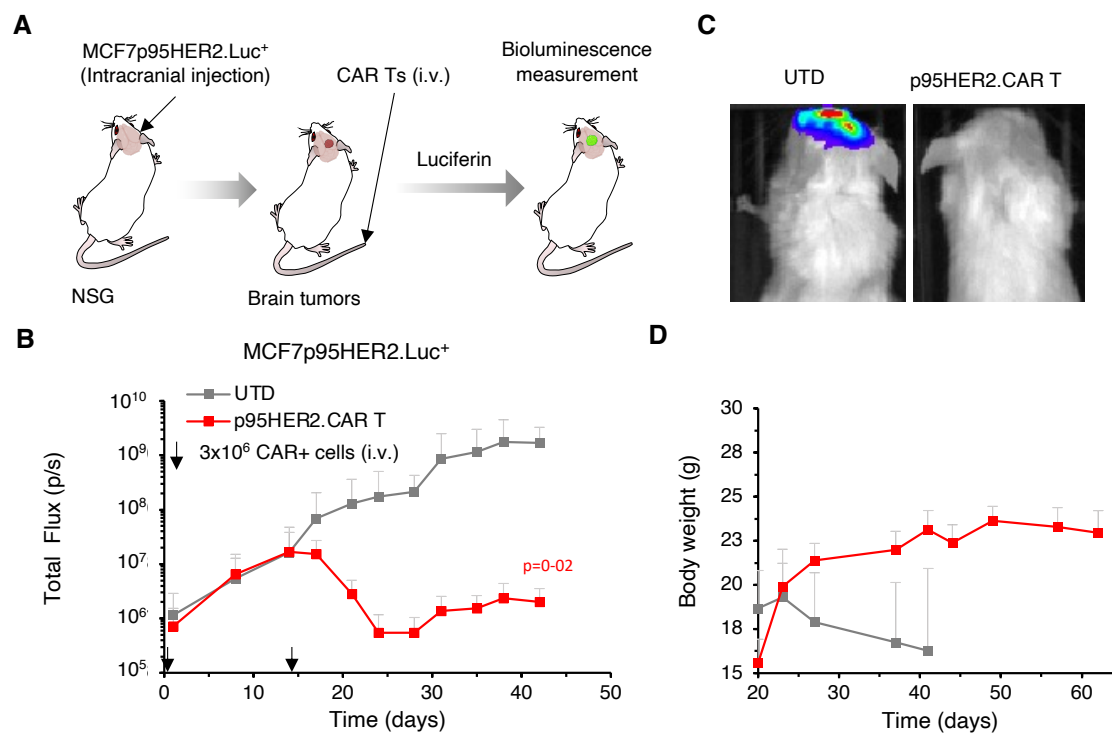 A
MCF7p95HER2.Luc⁺
(Intracranial injection)
CAR Ts (i.v.)
Bioluminescence
measurement
Luciferin
NSG
Brain tumors
C
UTD
p95HER2.CAR T
B
MCF7p95HER2.Luc⁺
UTD
p95HER2.CAR T
3x10⁶ CAR+ cells (i.v.)
Total Flux (p/s)
10¹⁰
10⁹
10⁸
10⁷
10⁶
10⁵
p=0-02
0 10 20 30 40 50
Time (days)
D
Body weight (g)
30
28
25
23
20
18
15
20 30 40 50 60
Time (days)